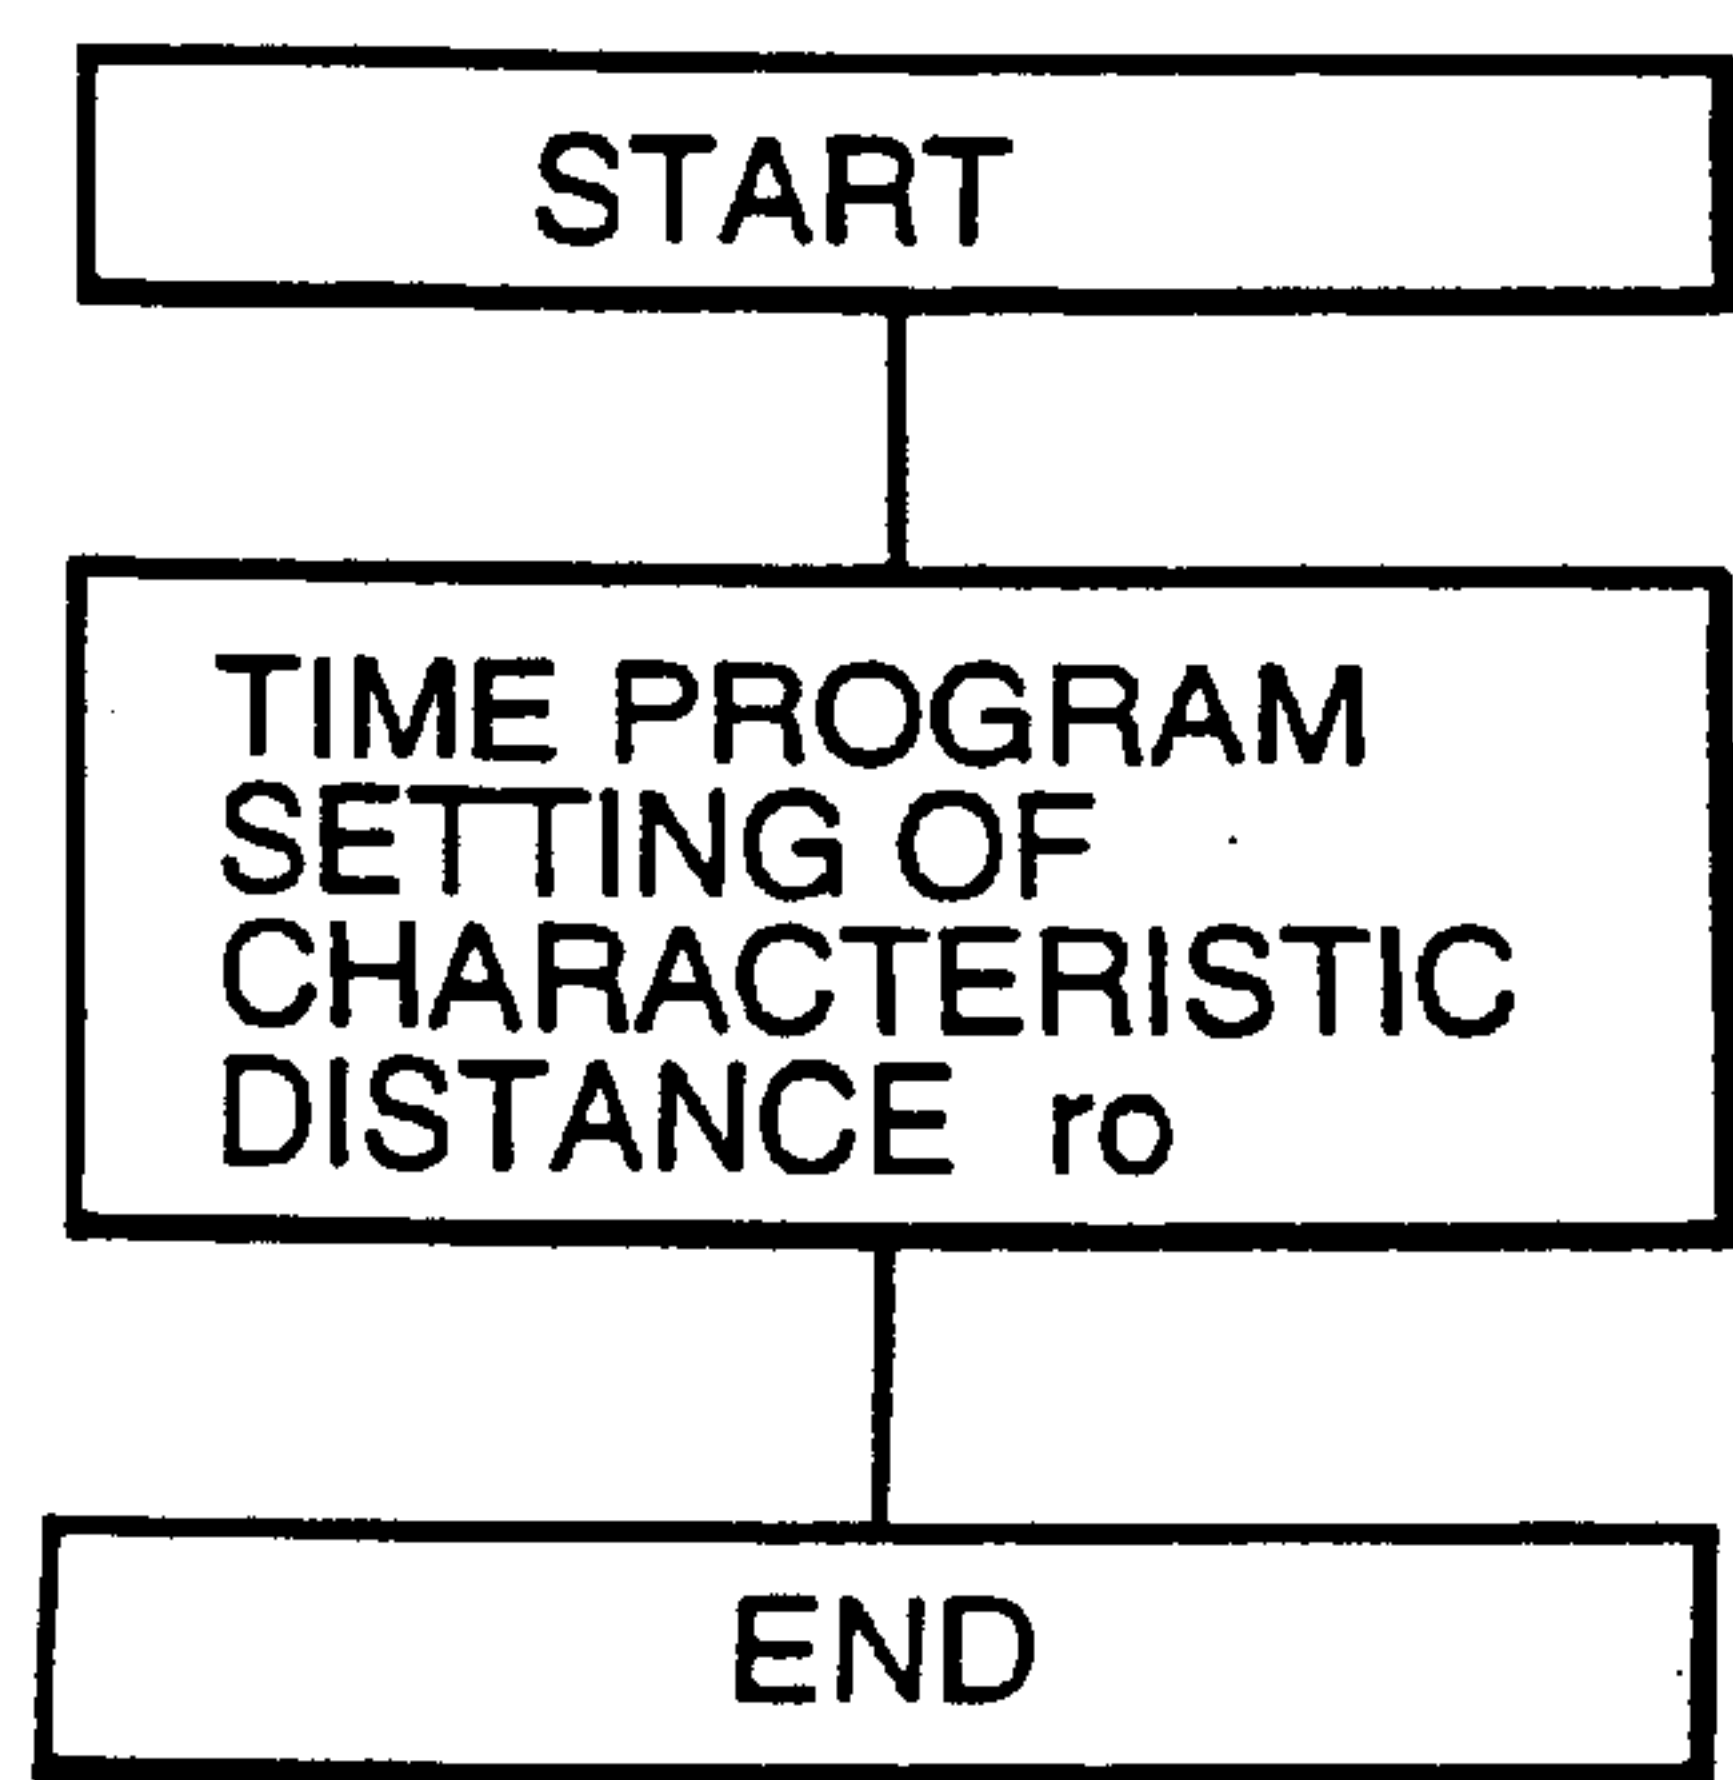 START
TIME PROGRAM
SETTING OF
CHARACTERISTIC
DISTANCE ro
END